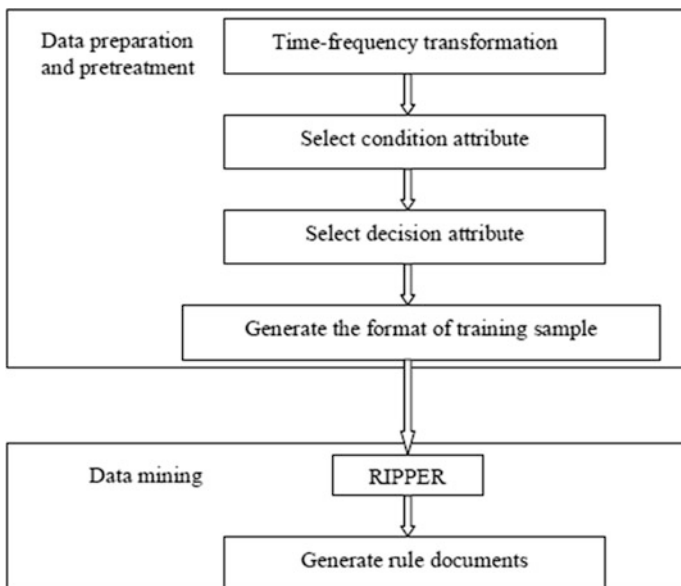 Data preparation
and pretreatment
Time-frequency transformation
Select condition attribute
Select decision attribute
Generate the format of training sample
Data mining
RIPPER
Generate rule documents